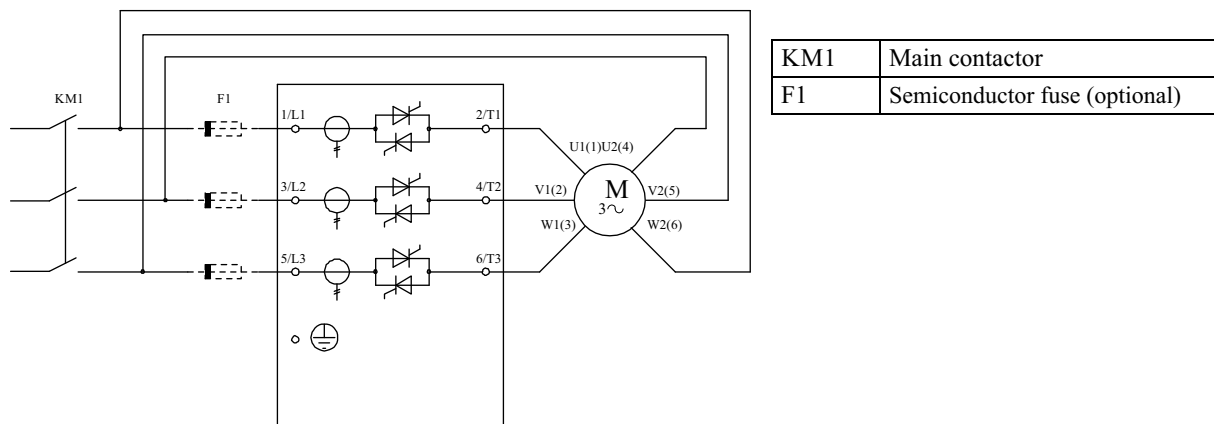 KM1 Main contactor
F1 Semiconductor fuse (optional)
KM1
F1
1/L1
2/T1
U1(1)U2(4)
3/L2
4/T2
V1(2)
M
3∿
V2(5)
W1(3)
W2(6)
5/L3
6/T3